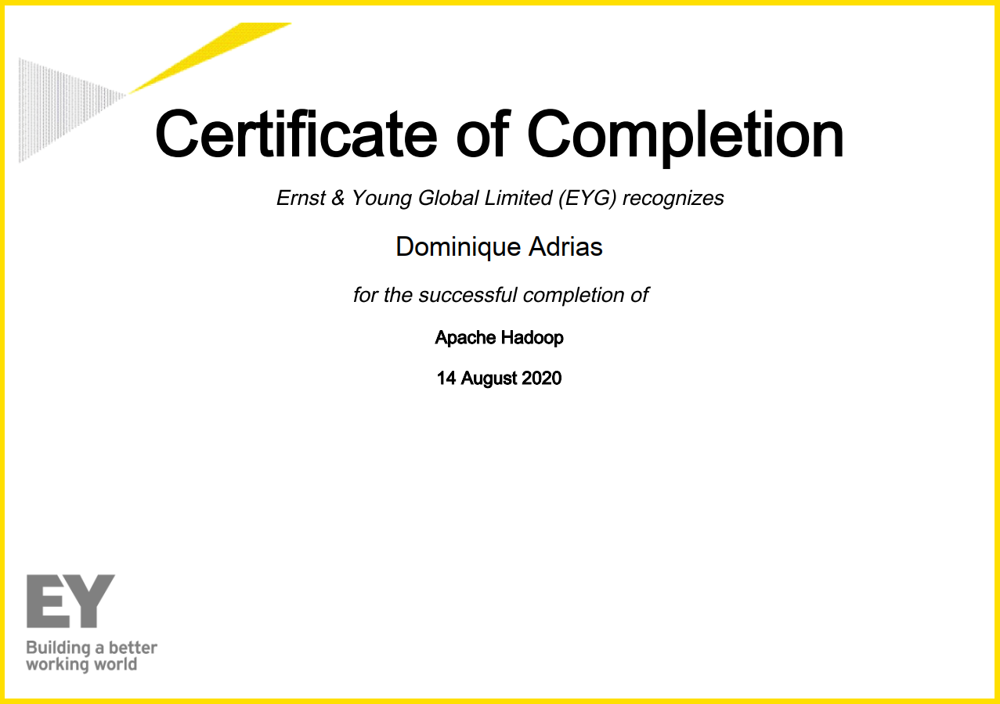 Certificate of Completion
Ernst & Young Global Limited (EYG) recognizes
Dominique Adrias
for the successful completion of
Apache Hadoop
14 August 2020
EY
Building a better
working world